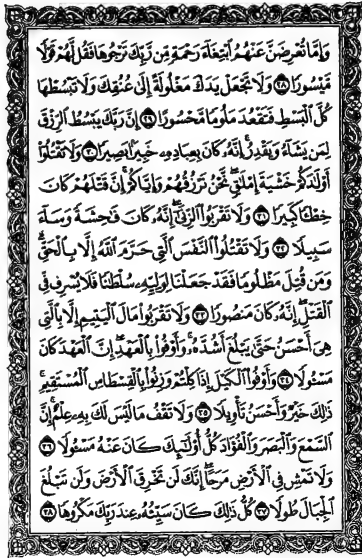 وَإِمَّا تُعْرِضَنَّ عَنْهُمُ ٱبْتِغَآءَ رَحْمَةٍ مِّن رَّبِّكَ تَرْجُوهَا فَقُل لَّهُمْ قَوْلًا
مَّيْسُورًا ٢٨ وَلَا تَجْعَلْ يَدَكَ مَغْلُولَةً إِلَىٰ عُنُقِكَ وَلَا تَبْسُطْهَا
كُلَّ ٱلْبَسْطِ فَتَقْعُدَ مَلُومًا مَّحْسُورًا ٢٩ إِنَّ رَبَّكَ يَبْسُطُ ٱلرِّزْقَ
لِمَن يَشَآءُ وَيَقْدِرُ إِنَّهُۥ كَانَ بِعِبَادِهِۦ خَبِيرًۢا بَصِيرًا ٣٠ وَلَا تَقْتُلُوٓا۟
أَوْلَٰدَكُمْ خَشْيَةَ إِمْلَٰقٍ نَّحْنُ نَرْزُقُهُمْ وَإِيَّاكُمْ إِنَّ قَتْلَهُمْ كَانَ
خِطْـًٔا كَبِيرًا ٣١ وَلَا تَقْرَبُوا۟ ٱلزِّنَىٰٓ إِنَّهُۥ كَانَ فَٰحِشَةً وَسَآءَ
سَبِيلًا ٣٢ وَلَا تَقْتُلُوا۟ ٱلنَّفْسَ ٱلَّتِى حَرَّمَ ٱللَّهُ إِلَّا بِٱلْحَقِّ
وَمَن قُتِلَ مَظْلُومًا فَقَدْ جَعَلْنَا لِوَلِيِّهِۦ سُلْطَٰنًا فَلَا يُسْرِف فِّى
ٱلْقَتْلِ إِنَّهُۥ كَانَ مَنصُورًا ٣٣ وَلَا تَقْرَبُوا۟ مَالَ ٱلْيَتِيمِ إِلَّا بِٱلَّتِى
هِىَ أَحْسَنُ حَتَّىٰ يَبْلُغَ أَشُدَّهُۥ وَأَوْفُوا۟ بِٱلْعَهْدِ إِنَّ ٱلْعَهْدَ كَانَ
مَسْـُٔولًا ٣٤ وَأَوْفُوا۟ ٱلْكَيْلَ إِذَا كِلْتُمْ وَزِنُوا۟ بِٱلْقِسْطَاسِ ٱلْمُسْتَقِيمِ
ذَٰلِكَ خَيْرٌ وَأَحْسَنُ تَأْوِيلًا ٣٥ وَلَا تَقْفُ مَا لَيْسَ لَكَ بِهِۦ عِلْمٌ إِنَّ
ٱلسَّمْعَ وَٱلْبَصَرَ وَٱلْفُؤَادَ كُلُّ أُو۟لَٰٓئِكَ كَانَ عَنْهُ مَسْـُٔولًا ٣٦
وَلَا تَمْشِ فِى ٱلْأَرْضِ مَرَحًا إِنَّكَ لَن تَخْرِقَ ٱلْأَرْضَ وَلَن تَبْلُغَ
ٱلْجِبَالَ طُولًا ٣٧ كُلُّ ذَٰلِكَ كَانَ سَيِّئُهُۥ عِندَ رَبِّكَ مَكْرُوهًا ٣٨